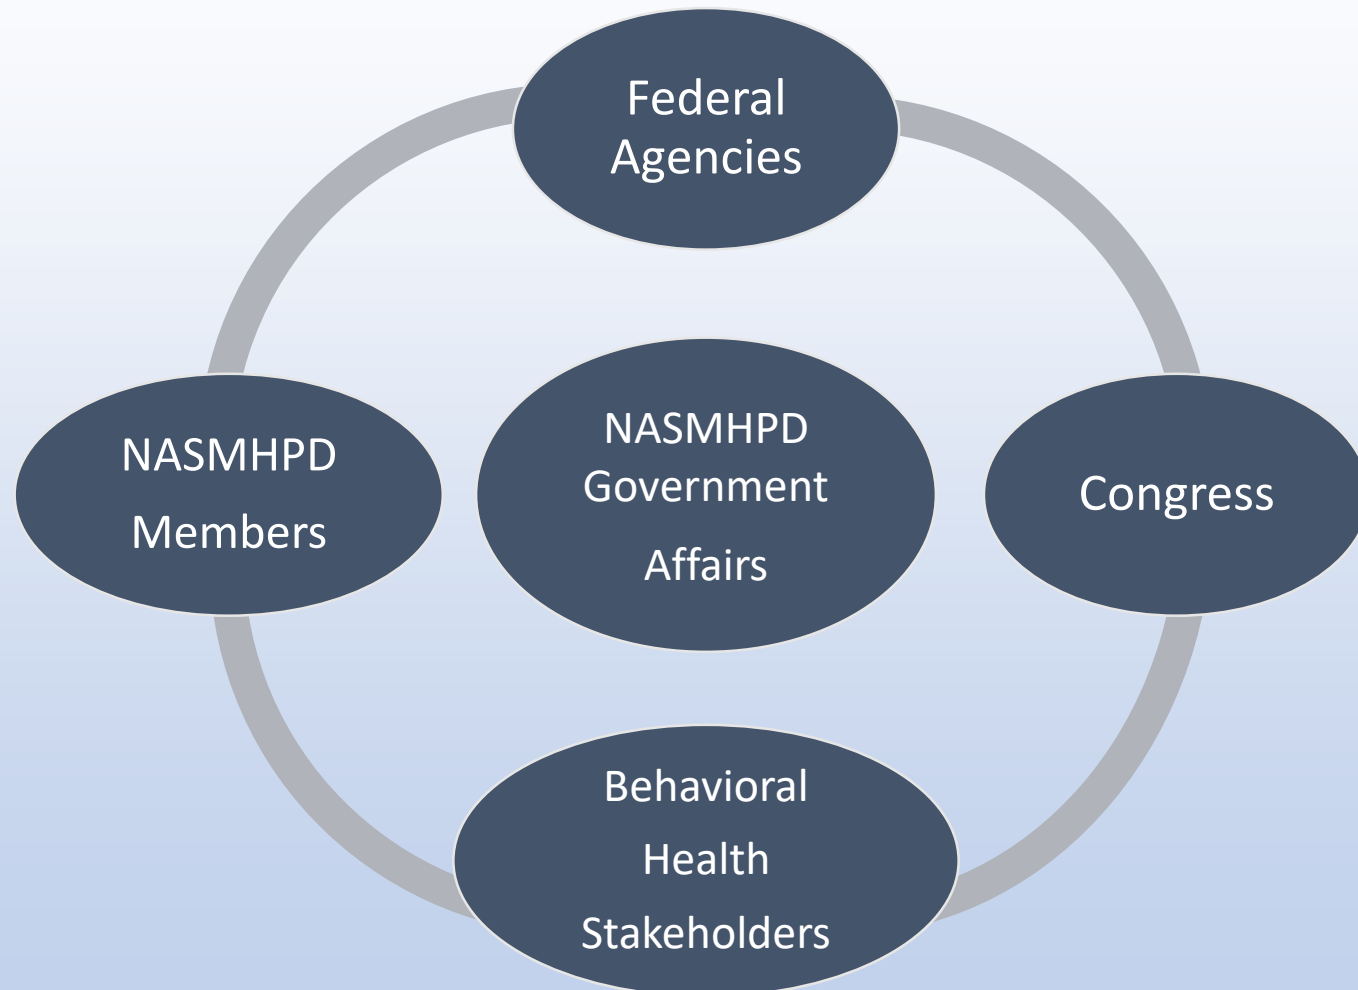 Federal
Agencies
NASMHPD
Members
NASMHPD
Government
Affairs
Congress
Behavioral
Health
Stakeholders